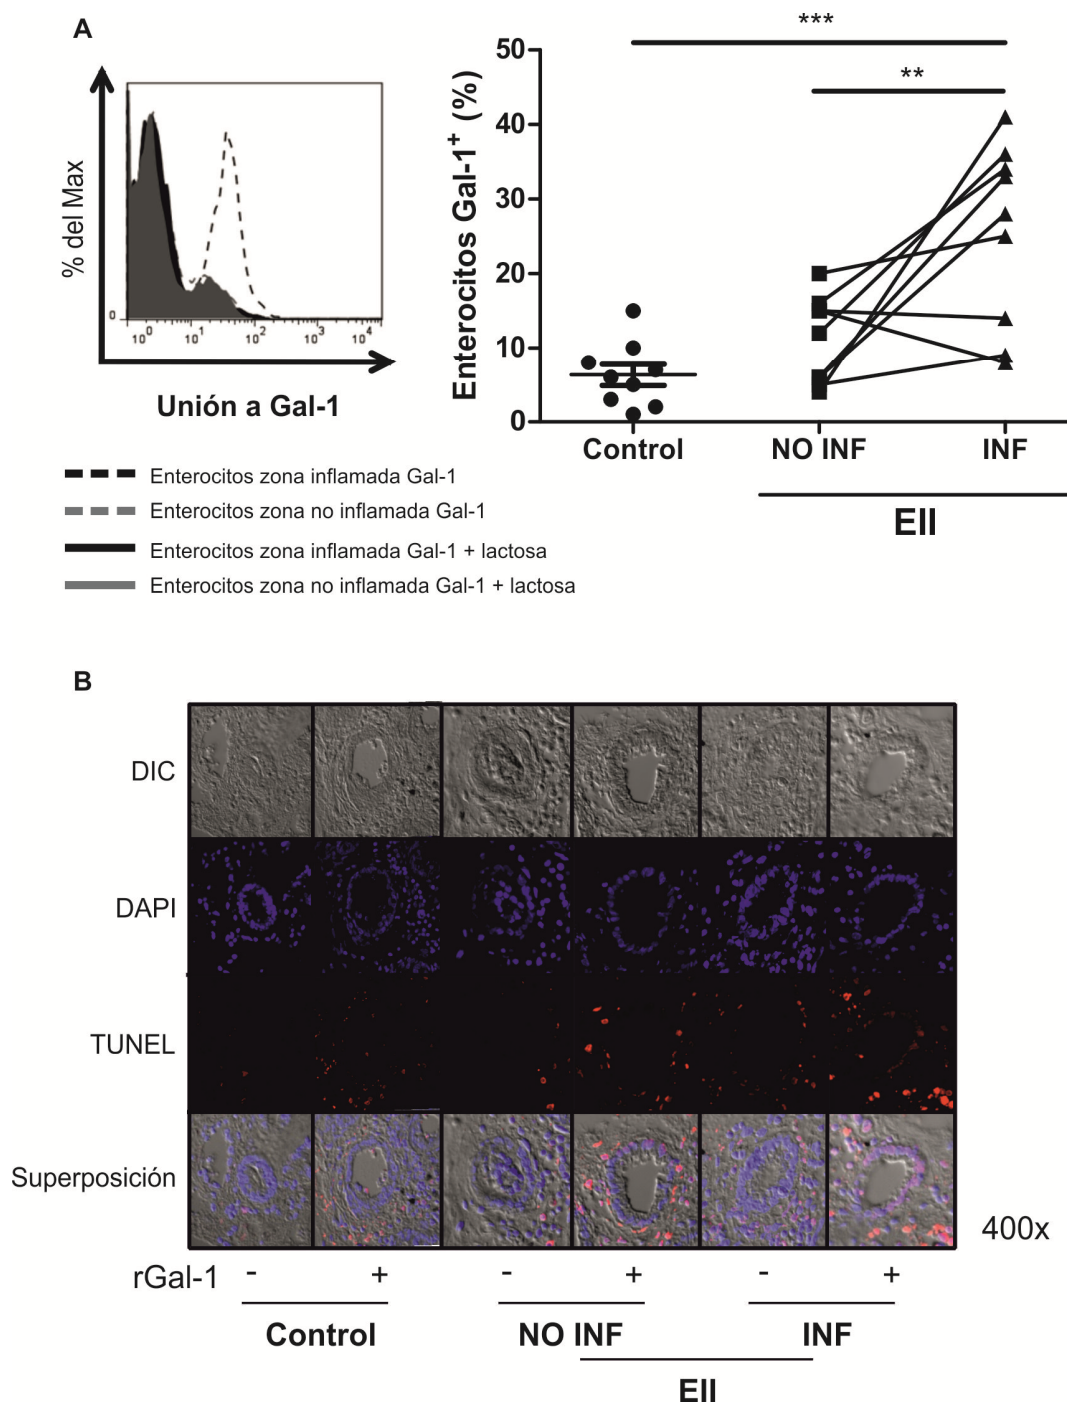 A
% del Max
0
10^0 10^1 10^2 10^3 10^4
Unión a Gal-1
Enterocitos Gal-1+ (%)
***
**
50
40
30
20
10
0
Control NO INF INF
EII
Enterocitos zona inflamada Gal-1
Enterocitos zona no inflamada Gal-1
Enterocitos zona inflamada Gal-1 + lactosa
Enterocitos zona no inflamada Gal-1 + lactosa
B
DIC
DAPI
TUNEL
Superposición
400x
rGal-1 - + - + - +
Control NO INF INF
EII